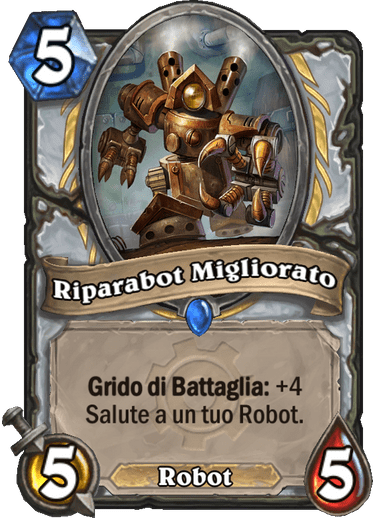 5
Riparabot Migliorato
Grido di Battaglia: +4
Salute a un tuo Robot.
5
Robot
5